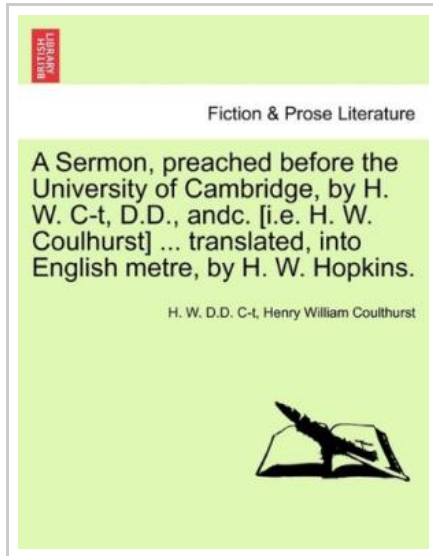 BRITISH
LIBRARY
Fiction & Prose Literature
A Sermon, preached before the
University of Cambridge, by H.
W. C-t, D.D., andc. [i.e. H. W.
Coulhurst] ... translated, into
English metre, by H. W. Hopkins.
H. W. D.D. C-t, Henry William Coulthurst